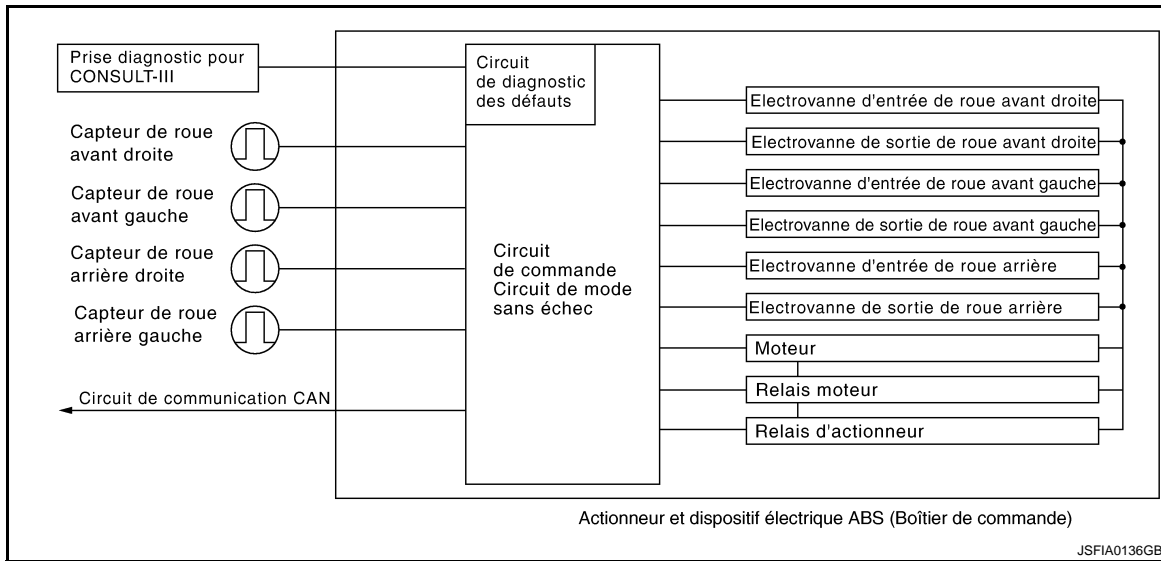 Prise diagnostic pour
CONSULT-III
Circuit
de diagnostic
des défauts
Capteur de roue
avant droite
Capteur de roue
avant gauche
Capteur de roue
arrière droite
Capteur de roue
arrière gauche
Circuit de communication CAN
Circuit
de commande
Circuit de mode
sans échec
Electrovanne d'entrée de roue avant droite
Electrovanne de sortie de roue avant droite
Electrovanne d'entrée de roue avant gauche
Electrovanne de sortie de roue avant gauche
Electrovanne d'entrée de roue arrière
Electrovanne de sortie de roue arrière
Moteur
Relais moteur
Relais d'actionneur
Actionneur et dispositif électrique ABS (Boîtier de commande)
JSFIA0136GB